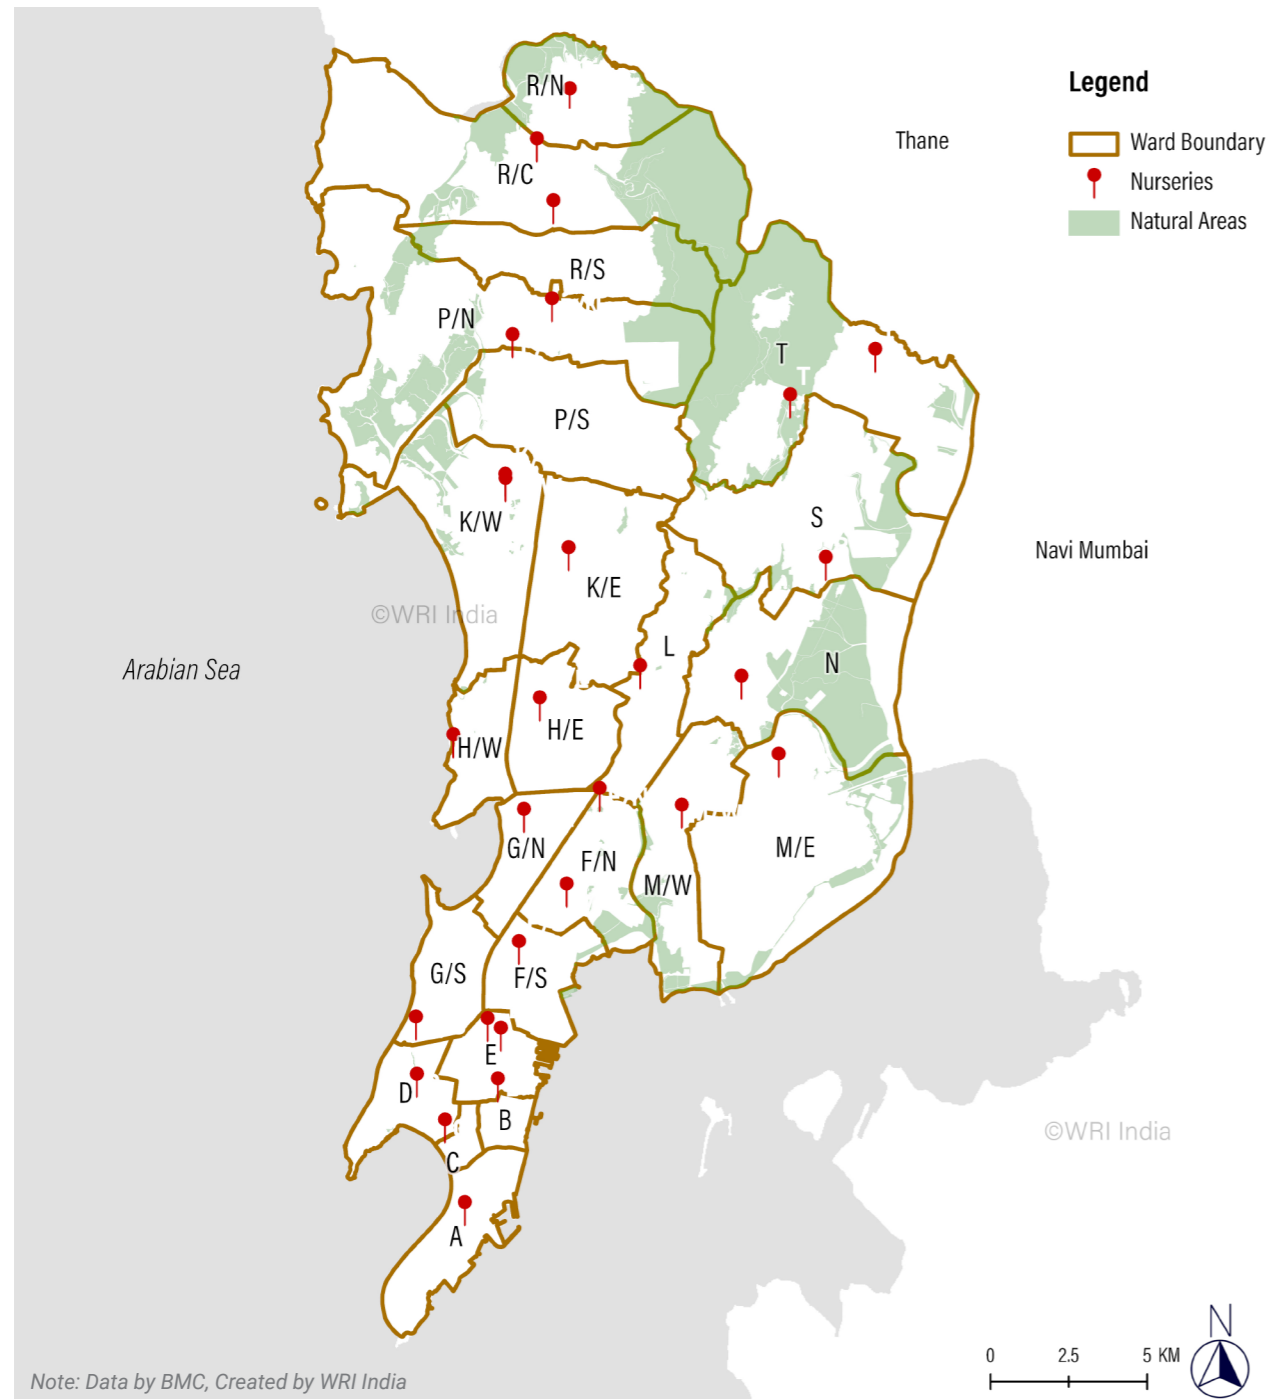 Legend
Ward Boundary
Nurseries
Natural Areas
Thane
R/N
R/C
R/S
P/N
T
T
P/S
K/W
S
Navi Mumbai
K/E
©WRI India
L
N
Arabian Sea
H/W
H/E
G/N
F/N
M/E
M/W
G/S
F/S
E
D
B
©WRI India
C
A
N
0 2.5 5 KM
Note: Data by BMC, Created by WRI India